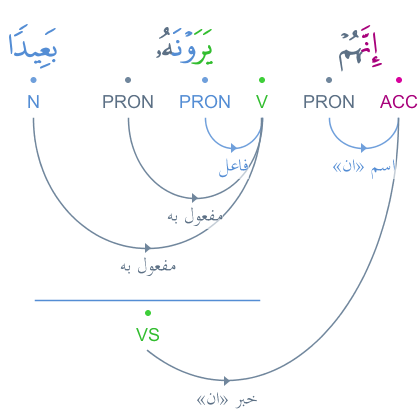 إِنَّهُمْ يَرَوْنَهُۥ بَعِيدًا
ACC PRON V PRON PRON N
اسم «ان»
فاعل
مفعول به
مفعول به
VS
خبر «ان»